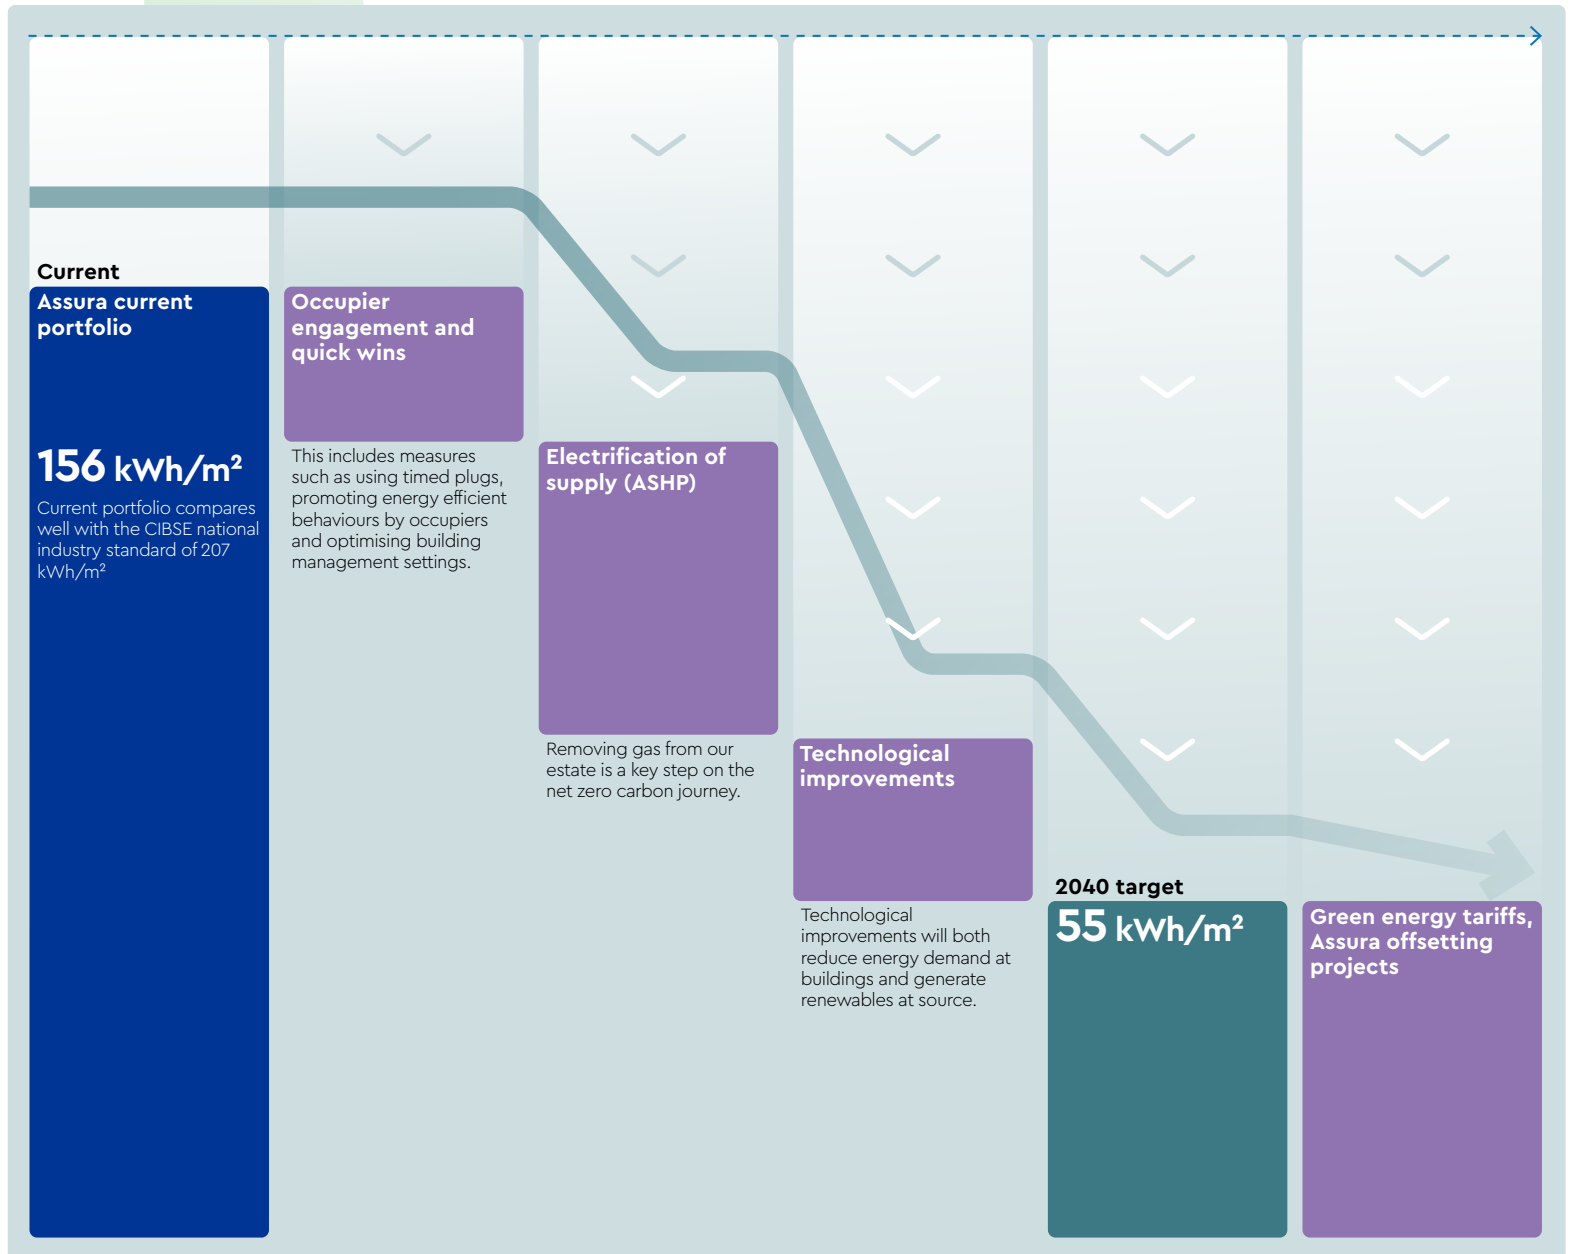 Current
Assura current
portfolio
156 kWh/m²
Current portfolio compares
well with the CIBSE national
industry standard of 207
kWh/m²
Occupier
engagement and
quick wins
This includes measures
such as using timed plugs,
promoting energy efficient
behaviours by occupiers
and optimising building
management settings.
Electrification of
supply (ASHP)
Removing gas from our
estate is a key step on the
net zero carbon journey.
Technological
improvements
Technological
improvements will both
reduce energy demand at
buildings and generate
renewables at source.
2040 target
55 kWh/m²
Green energy tariffs,
Assura offsetting
projects